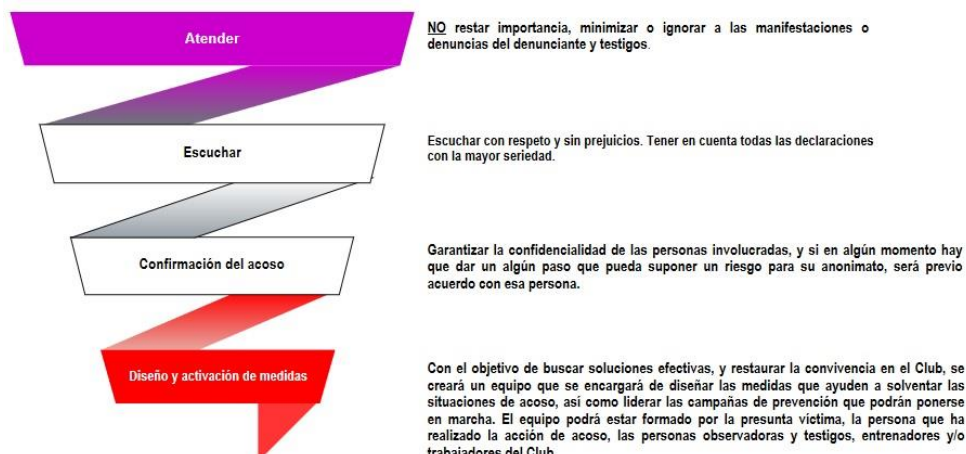 Atender
NO restar importancia, minimizar o ignorar a las manifestaciones o
denuncias del denunciante y testigos.
Escuchar
Escuchar con respeto y sin prejuicios. Tener en cuenta todas las declaraciones
con la mayor seriedad.
Confirmación del acoso
Garantizar la confidencialidad de las personas involucradas, y si en algún momento hay
que dar un algún paso que pueda suponer un riesgo para su anonimato, será previo
acuerdo con esa persona.
Diseño y activación de medidas
Con el objetivo de buscar soluciones efectivas, y restaurar la convivencia en el Club, se
creará un equipo que se encargará de diseñar las medidas que ayuden a solventar las
situaciones de acoso, así como liderar las campañas de prevención que podrán ponerse
en marcha. El equipo podrá estar formado por la presunta víctima, la persona que ha
realizado la acción de acoso, las personas observadoras y testigos, entrenadores y/o
trabajadores del Club